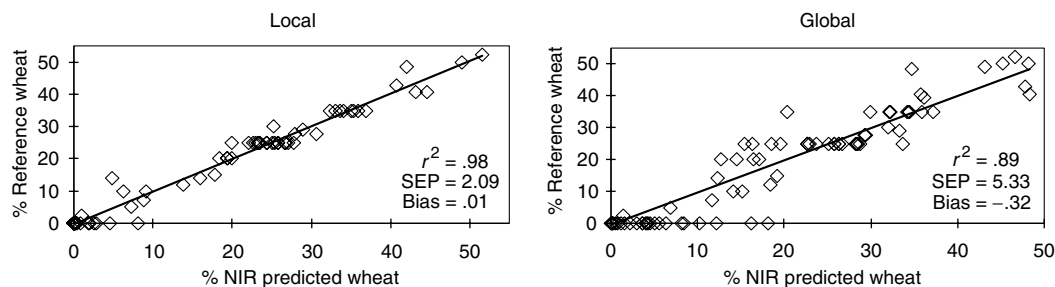 Local
% Reference wheat
50
40
30
20
10
0
r² = .98
SEP = 2.09
Bias = .01
0 10 20 30 40 50
% NIR predicted wheat
Global
% Reference wheat
50
40
30
20
10
0
r² = .89
SEP = 5.33
Bias = −.32
0 10 20 30 40 50
% NIR predicted wheat